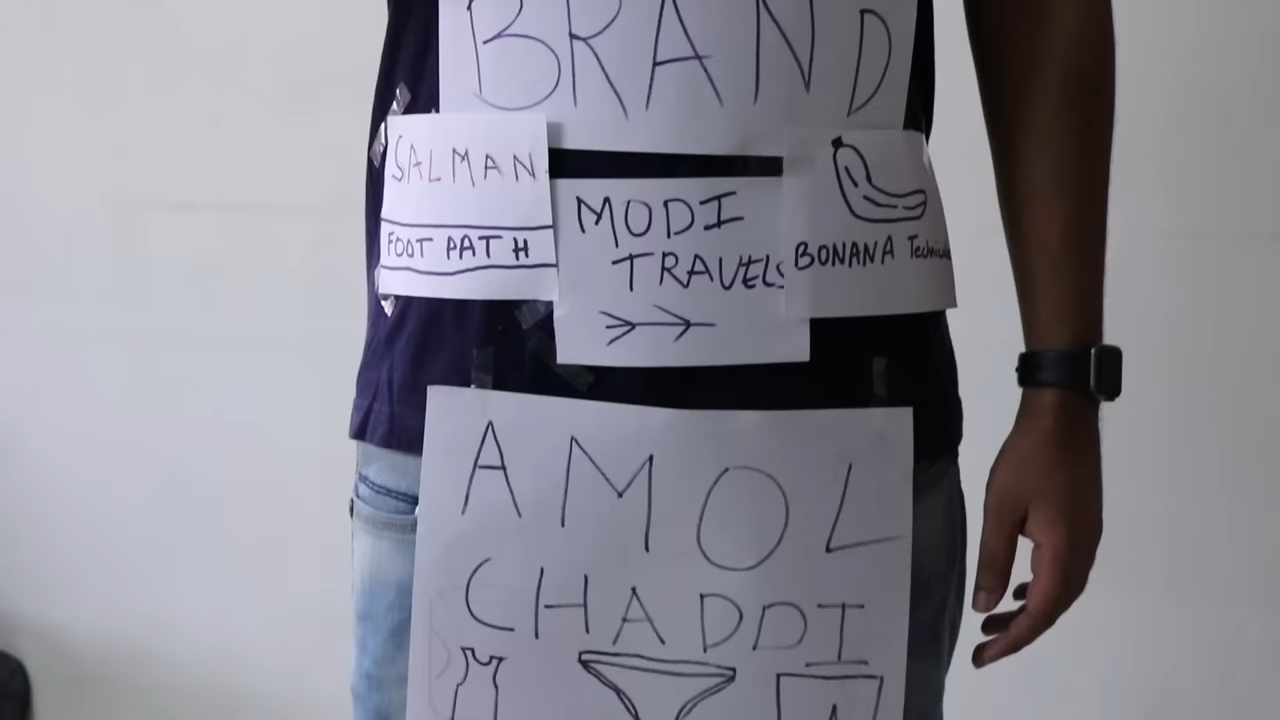 BRAND
SALMAN
FOOT PATH
MODI
TRAVELS
BONANA
AMOL
CHADDI